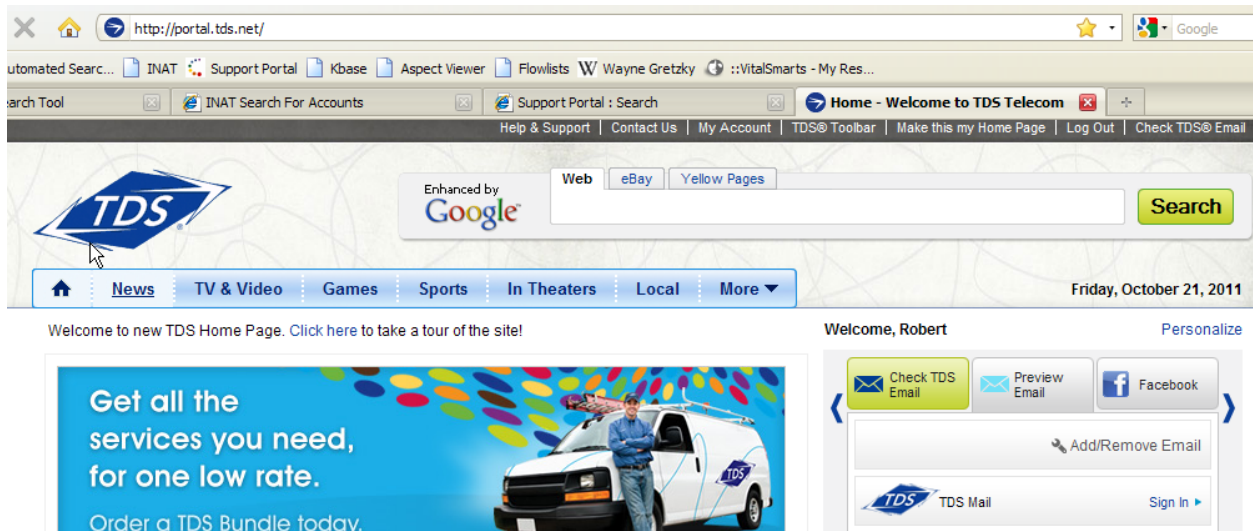 http://portal.tds.net/
Google
utomated Searc... INAT Support Portal Kbase Aspect Viewer Flowlists W Wayne Gretzky ::VitalSmarts - My Res...
earch Tool INAT Search For Accounts Support Portal : Search Home - Welcome to TDS Telecom
Help & Support | Contact Us | My Account | TDS® Toolbar | Make this my Home Page | Log Out | Check TDS® Email
TDS®
Enhanced by
Google™
Web eBay Yellow Pages
Search
News TV & Video Games Sports In Theaters Local More
Friday, October 21, 2011
Welcome to new TDS Home Page. Click here to take a tour of the site!
Welcome, Robert Personalize
Get all the
services you need,
for one low rate.
Order a TDS Bundle today.
TDS
Check TDS
Email
Preview
Email
Facebook
Add/Remove Email
TDS TDS Mail Sign In